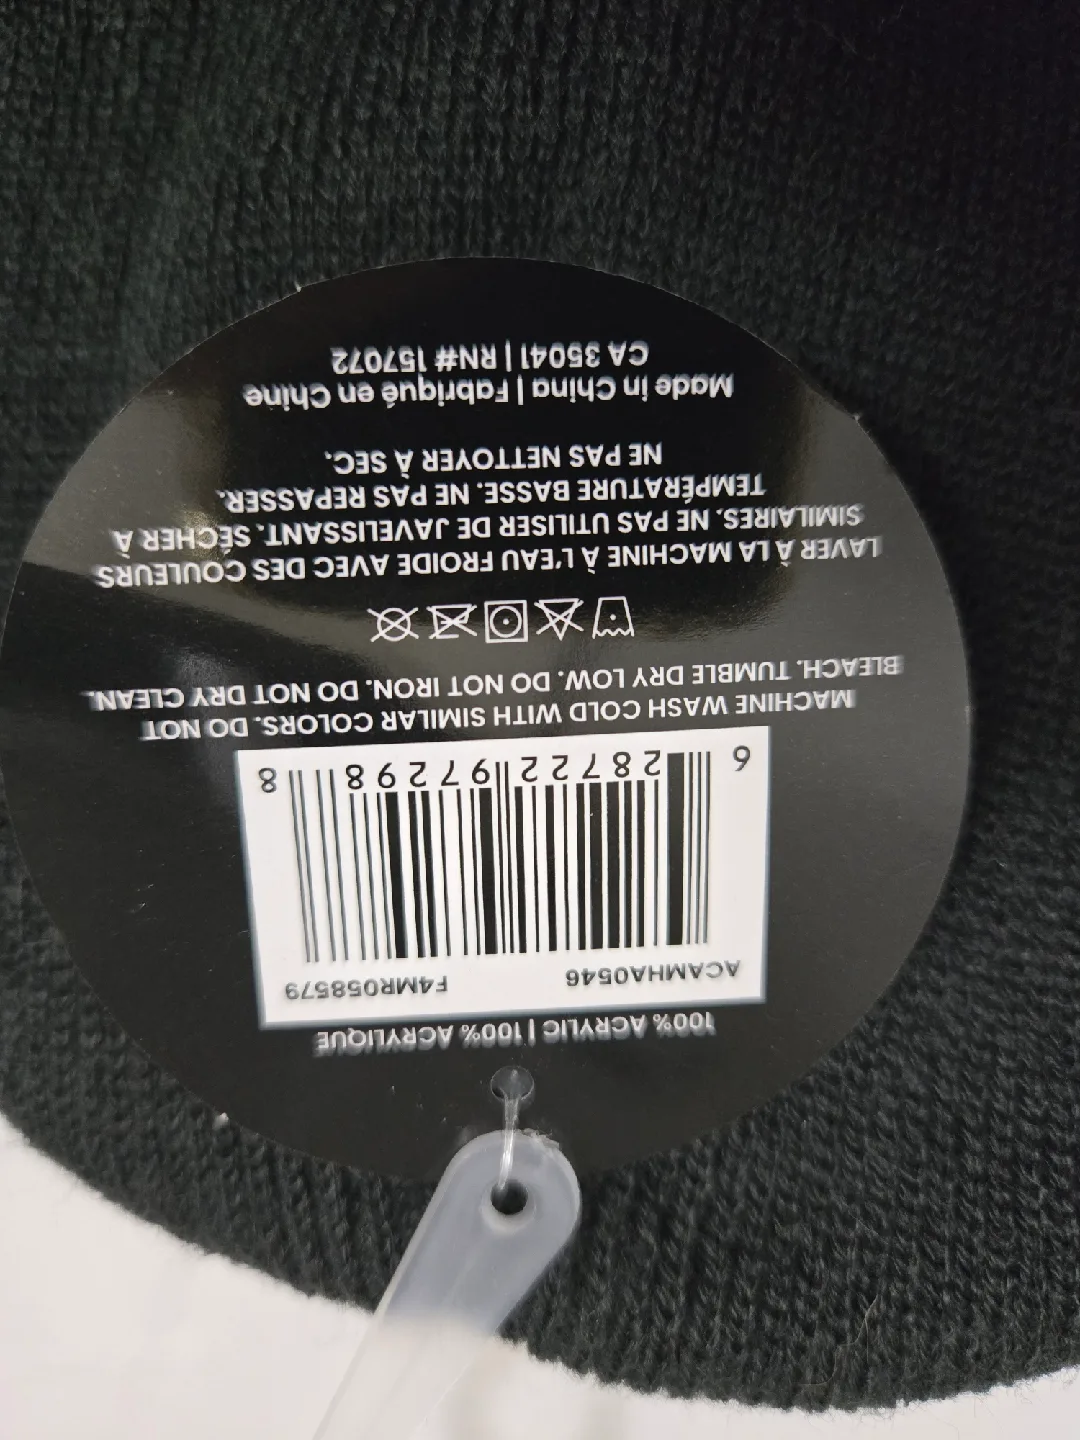 100% ACRYLIC | 100% ACRYLIQUE
ACAMHA0546 F4MR058579
6 28722 97298 8
MACHINE WASH COLD WITH SIMILAR COLORS. DO NOT
BLEACH. TUMBLE DRY LOW. DO NOT IRON. DO NOT DRY CLEAN.
LAVER À LA MACHINE À L'EAU FROIDE AVEC DES COULEURS
SIMILAIRES. NE PAS UTILISER DE JAVELISSANT. SÉCHER À
TEMPÉRATURE BASSE. NE PAS REPASSER.
NE PAS NETTOYER À SEC.
Made in China | Fabriqué en Chine
CA 35041 | RN# 157072